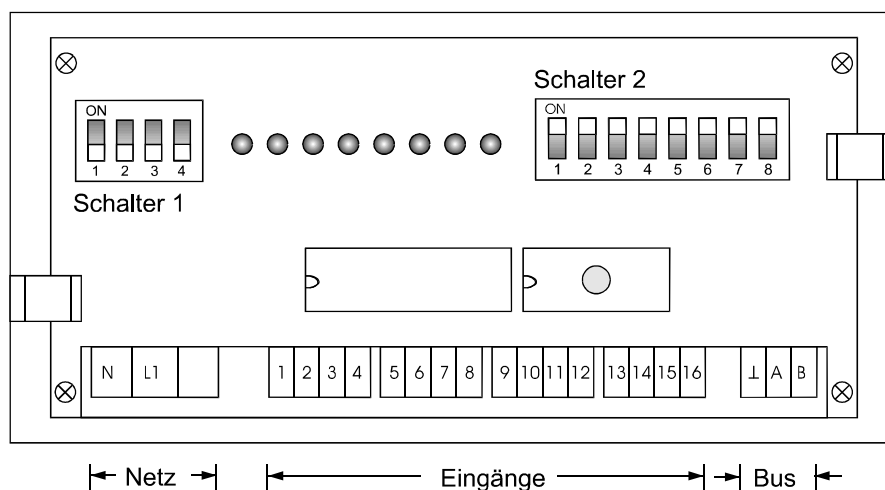 Schalter 2
ON
1 2 3 4
Schalter 1
ON
1 2 3 4 5 6 7 8
N L1 1 2 3 4 5 6 7 8 9 10 11 12 13 14 15 16 ⊥ A B
Netz Eingänge Bus